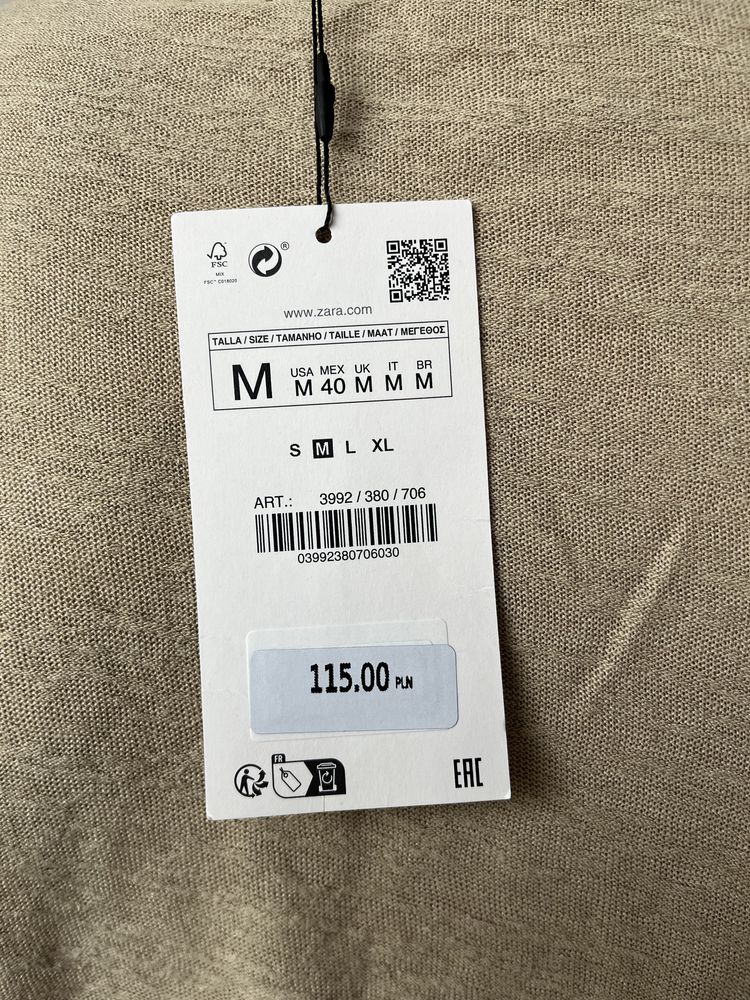 FSC
MIX
FSC™ C018020
®
www.zara.com
TALLA / SIZE / TAMANHO / TAILLE / MAAT / ΜΕΓΕΘΟΣ
M USA M MEX 40 UK M IT M BR M
S M L XL
ART.: 3992 / 380 / 706
03992380706030
115.00 PLN
FR
EAC